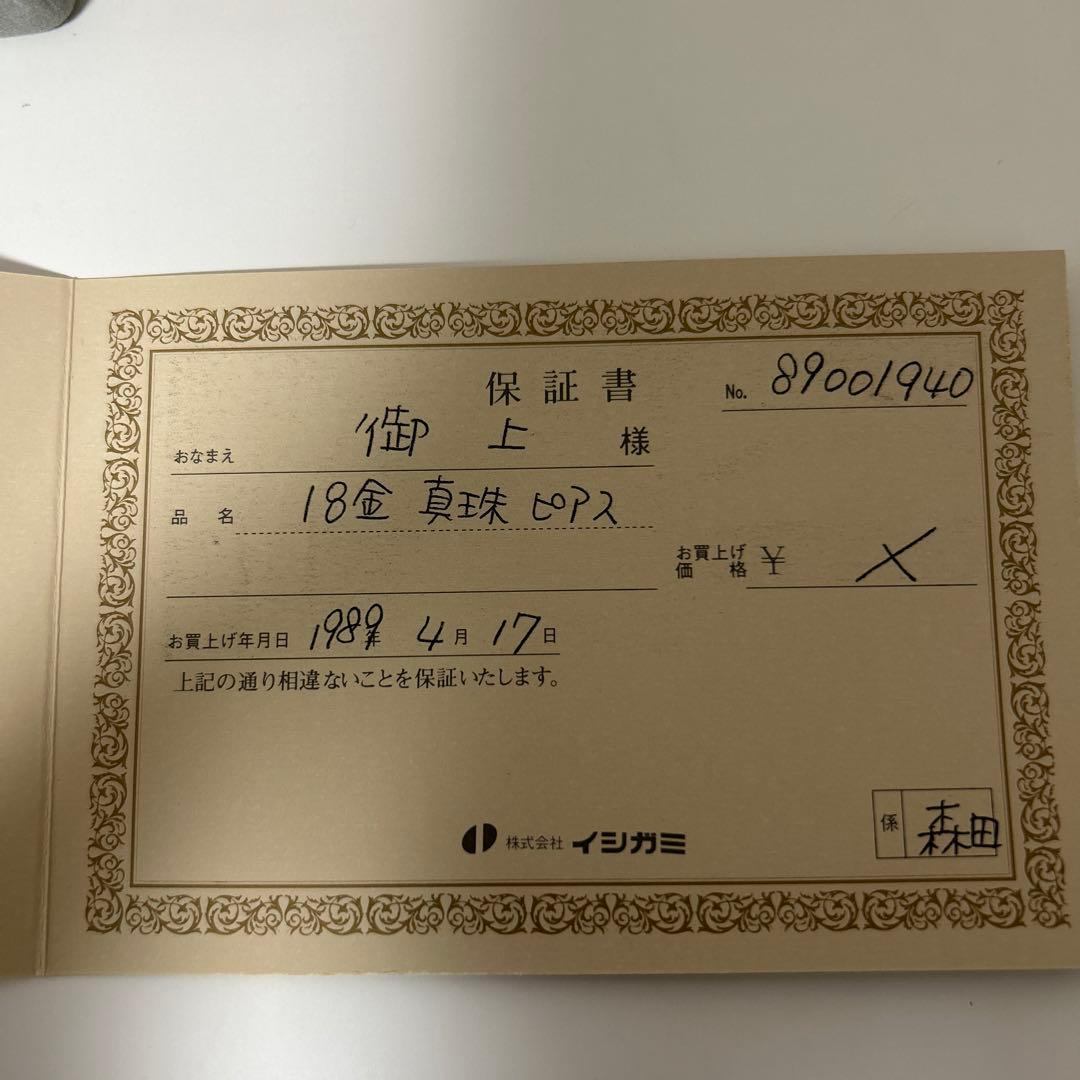 保証書
No. 89001940
おなまえ 御上 様
品名 18金 真珠 ピアス
お買上げ価格 ¥ ×
お買上げ年月日 1989年 4月 17日
上記の通り相違ないことを保証いたします。
株式会社 イシガミ
係 森田